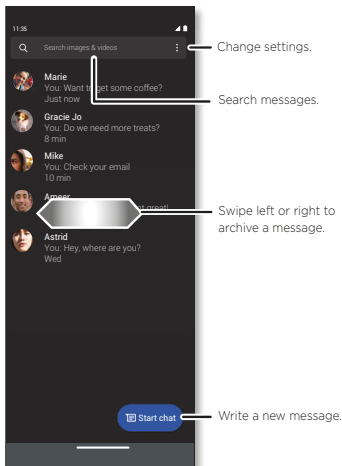 11:35
Search images & videos
Change settings.
Marie
You: Want to get some coffee?
Just now
Search messages.
Gracie Jo
You: Do we need more treats?
8 min
Mike
You: Check your email
10 min
Ameer
great!
Swipe left or right to
archive a message.
Astrid
You: Hey, where are you?
Wed
Start chat
Write a new message.